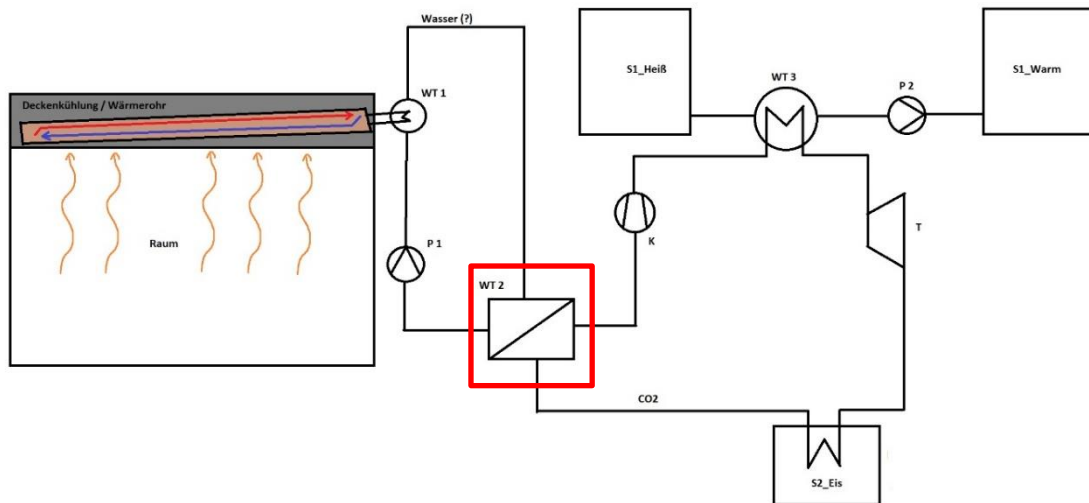 Wasser (?)
Deckenkühlung / Wärmerohr
WT 1
S1_Heiß
WT 3
P 2
S1_Warm
Raum
P 1
K
T
WT 2
CO2
S2_Eis